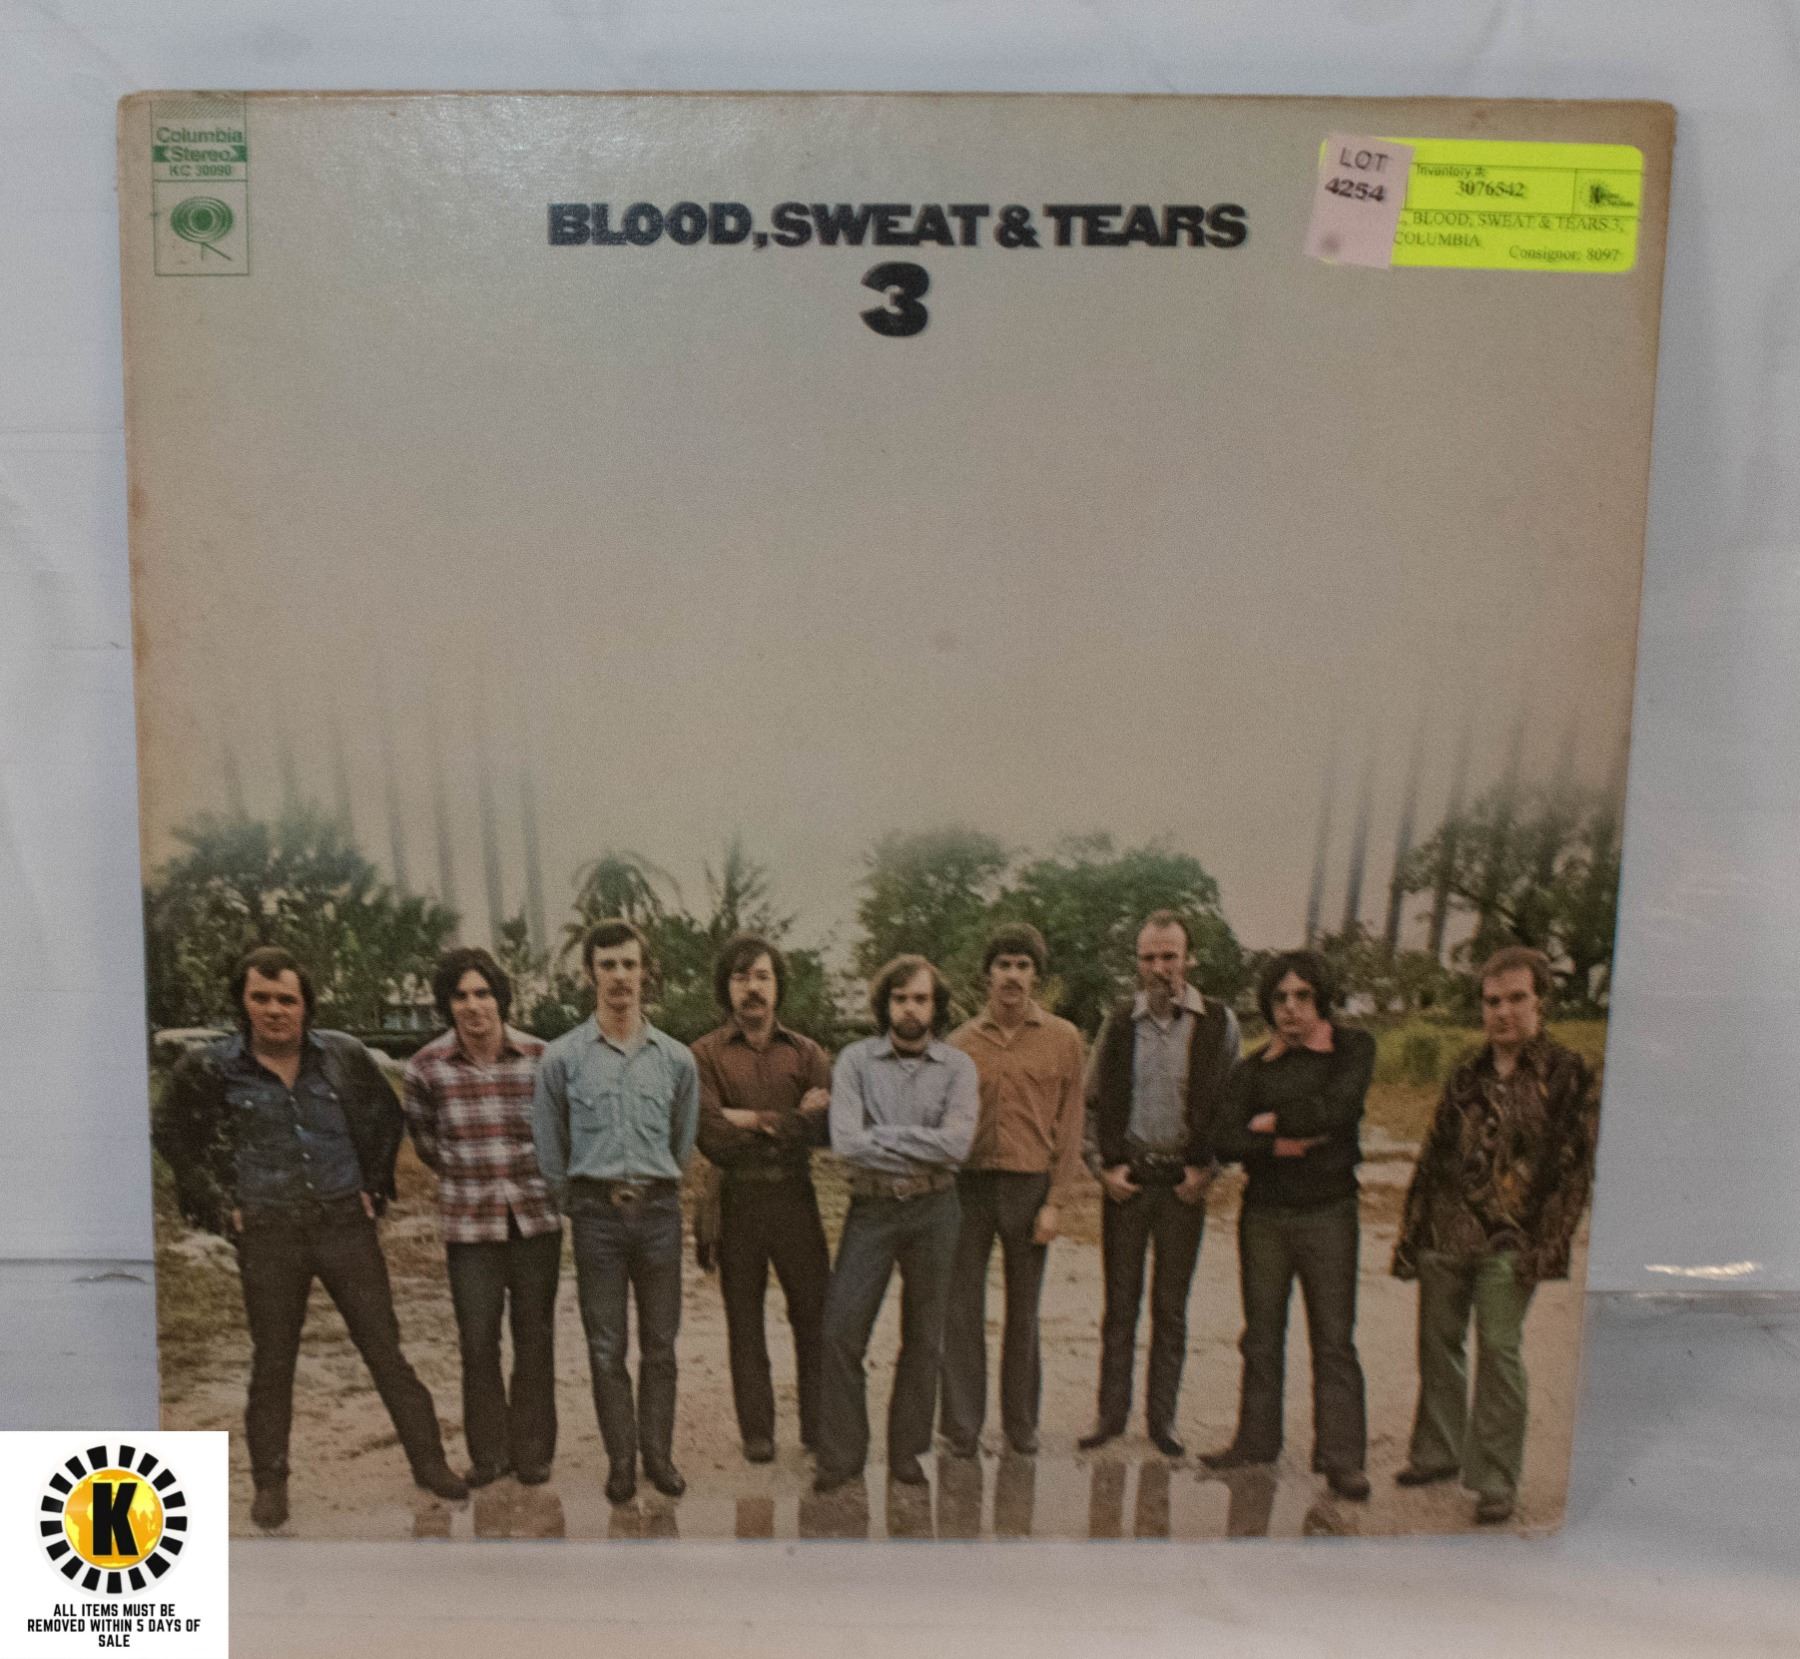 Columbia
Stereo
KC 30090
BLOOD, SWEAT & TEARS
3
LOT
4254
Inventory #:
3076542
BLOOD, SWEAT & TEARS 3,
COLUMBIA
Consignor: 8097
K
ALL ITEMS MUST BE
REMOVED WITHIN 5 DAYS OF
SALE